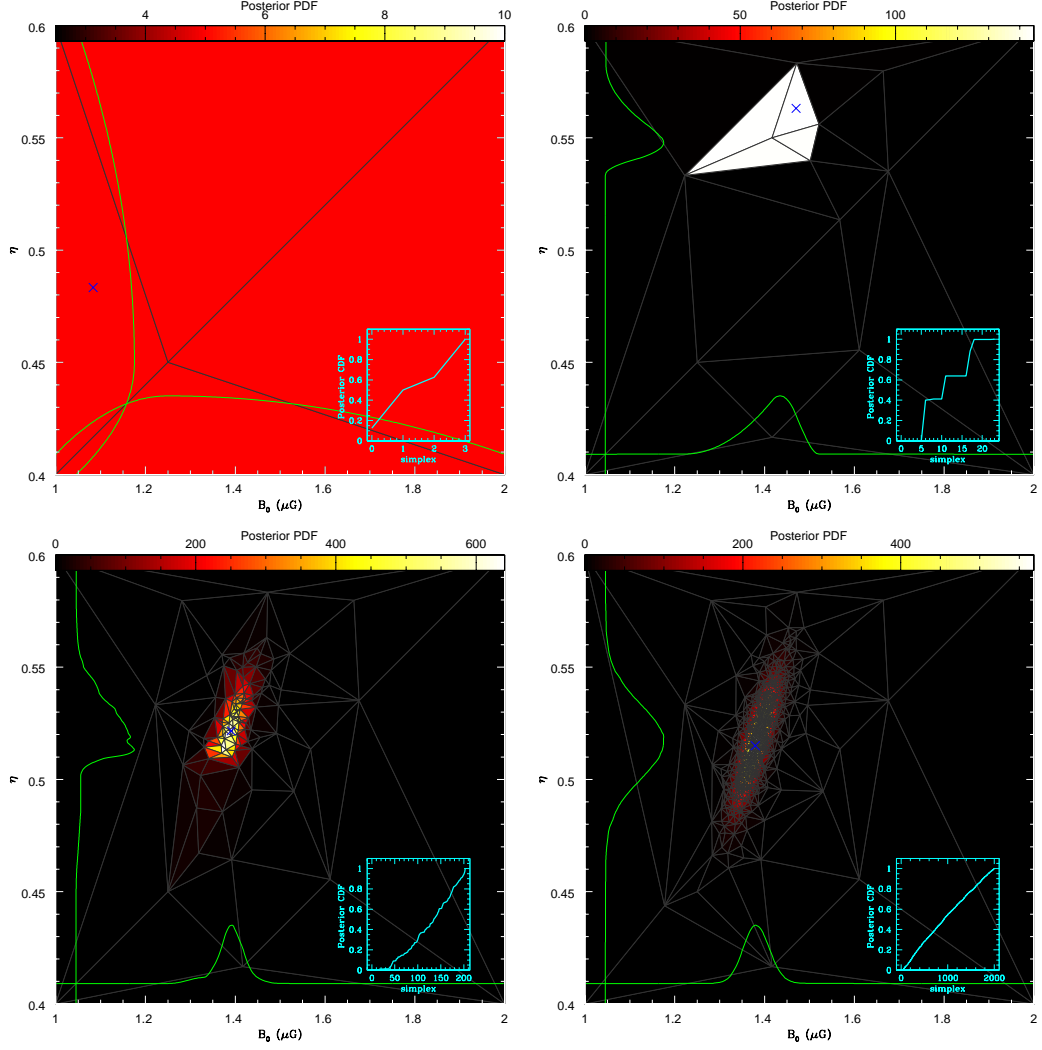 Posterior PDF
4 6 8 10
0.6
0.55
0.5
0.45
0.4
η
1 1.2 1.4 1.6 1.8 2
B0 (μG)
Posterior CDF
1
0.8
0.6
0.4
0.2
0
0 1 2 3
simplex
Posterior PDF
0 50 100
0.6
0.55
0.5
0.45
0.4
η
1 1.2 1.4 1.6 1.8 2
B0 (μG)
Posterior CDF
1
0.8
0.6
0.4
0.2
0
0 5 10 15 20
simplex
Posterior PDF
0 200 400 600
0.6
0.55
0.5
0.45
0.4
η
1 1.2 1.4 1.6 1.8 2
B0 (μG)
Posterior CDF
1
0.8
0.6
0.4
0.2
0
0 50 100 150 200
simplex
Posterior PDF
0 200 400
0.6
0.55
0.5
0.45
0.4
η
1 1.2 1.4 1.6 1.8 2
B0 (μG)
Posterior CDF
1
0.8
0.6
0.4
0.2
0
0 1000 2000
simplex